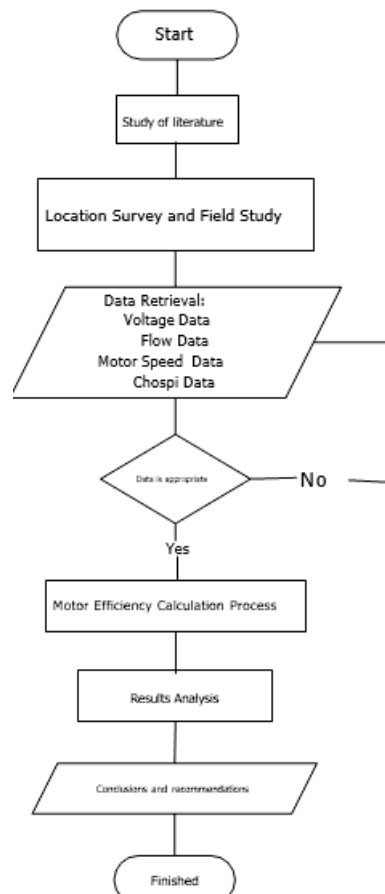 Start
Study of literature
Location Survey and Field Study
Data Retrieval:
Voltage Data
Flow Data
Motor Speed Data
Chospi Data
Data is appropriate
No
Yes
Motor Efficiency Calculation Process
Results Analysis
Conclusions and recommendations
Finished